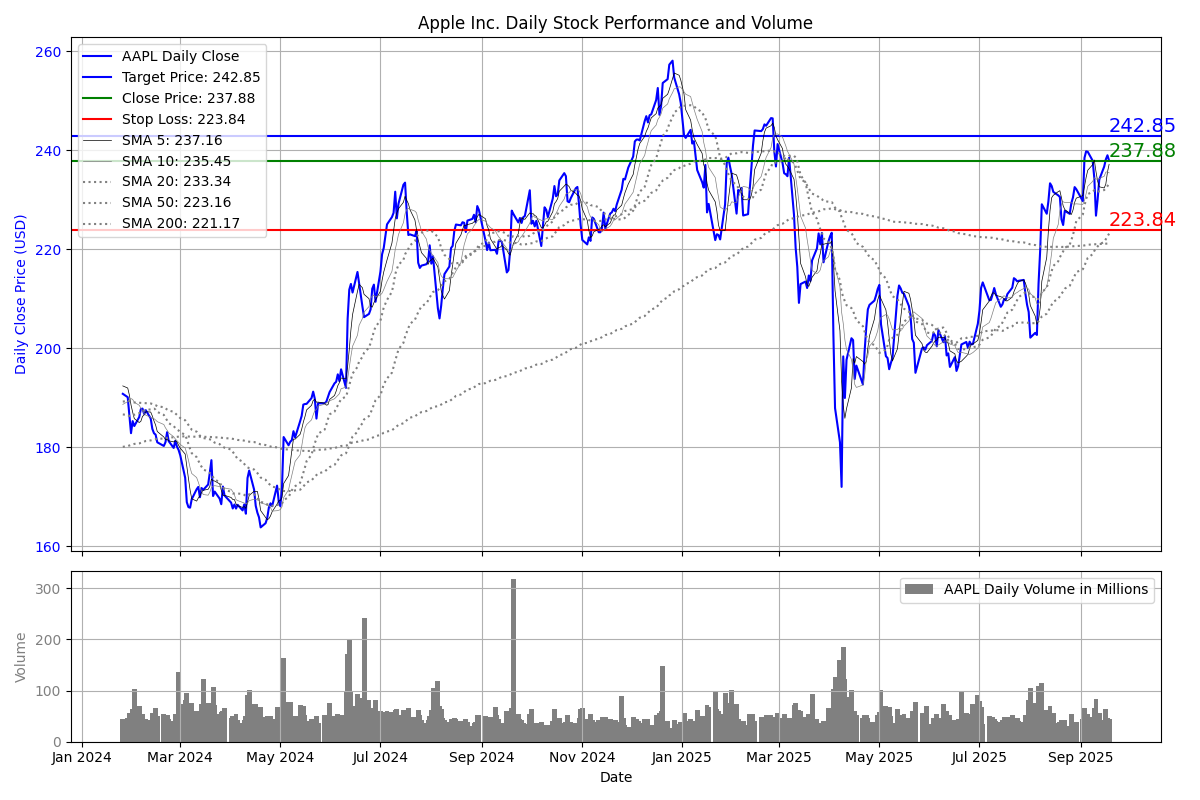 Apple Inc. Daily Stock Performance and Volume
260
240
220
200
180
160
Daily Close Price (USD)
AAPL Daily Close
Target Price: 242.85
Close Price: 237.88
Stop Loss: 223.84
SMA 5: 237.16
SMA 10: 235.45
SMA 20: 233.34
SMA 50: 223.16
SMA 200: 221.17
242.85
237.88
223.84
300
200
100
0
Volume
AAPL Daily Volume in Millions
Jan 2024 Mar 2024 May 2024 Jul 2024 Sep 2024 Nov 2024 Jan 2025 Mar 2025 May 2025 Jul 2025 Sep 2025
Date